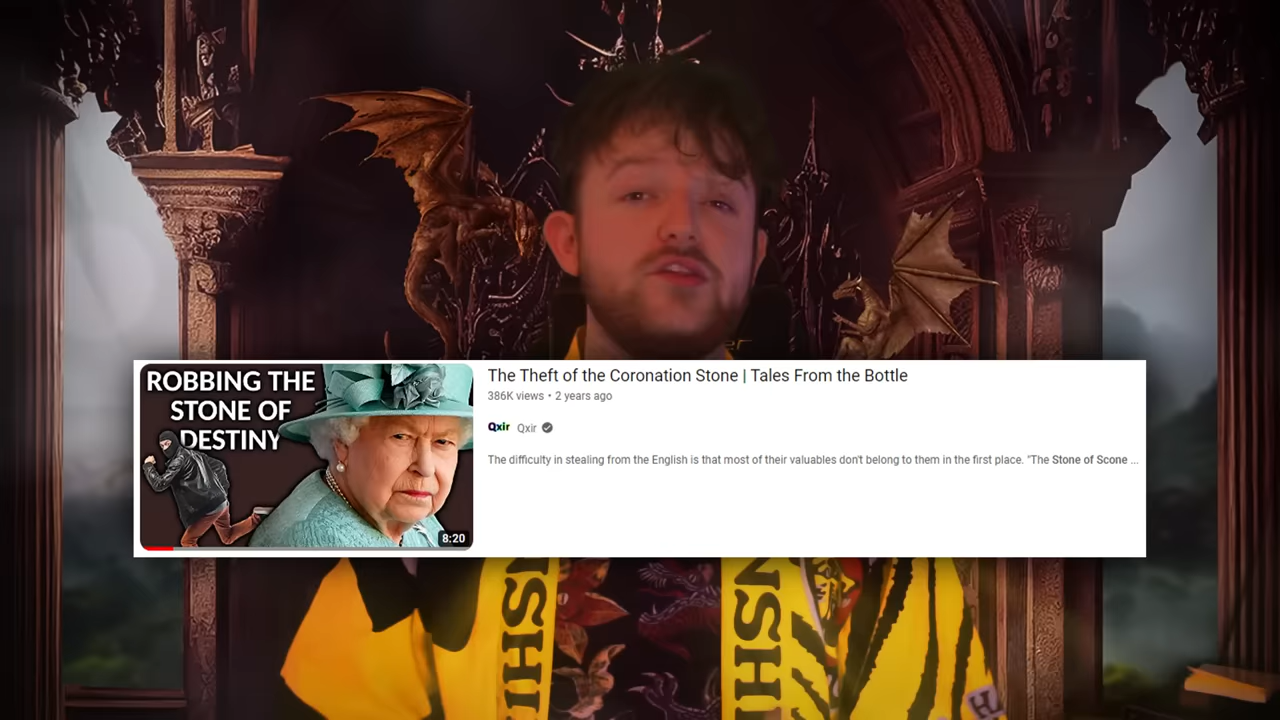 ROBBING THE
STONE OF
DESTINY
8:20
The Theft of the Coronation Stone | Tales From the Bottle
386K views • 2 years ago
Qxir Qxir
The difficulty in stealing from the English is that most of their valuables don't belong to them in the first place. "The Stone of Scone ...